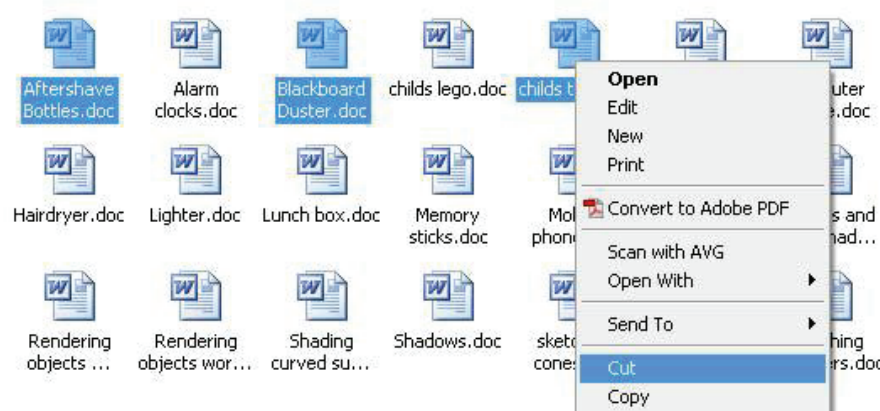 Aftershave
Bottles.doc
Alarm
clocks.doc
Blackboard
Duster.doc
childs lego.doc
childs
Hairdryer.doc
Lighter.doc
Lunch box.doc
Memory
sticks.doc
Rendering
objects ...
Rendering
objects wor...
Shading
curved su...
Shadows.doc
Open
Edit
New
Print
Convert to Adobe PDF
Scan with AVG
Open With
Send To
Cut
Copy